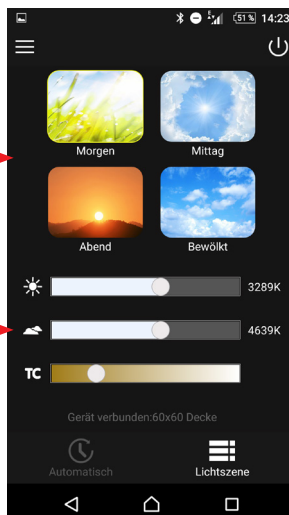 51 % 14:23
Morgen Mittag
Abend Bewölkt
3289K
4639K
TC
Gerät verbunden:60x60 Decke
Automatisch Lichtszene